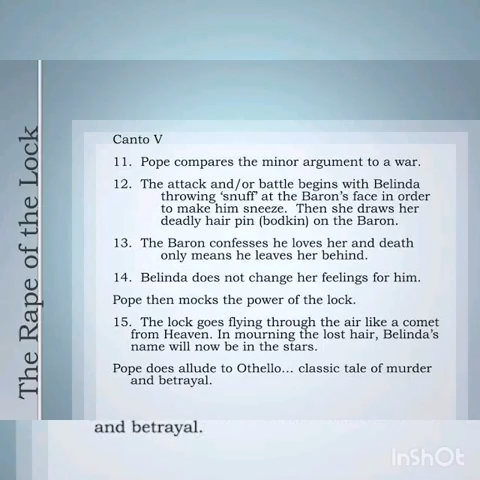 The Rape of the Lock
Canto V
11. Pope compares the minor argument to a war.
12. The attack and/or battle begins with Belinda
throwing ‘snuff’ at the Baron’s face in order
to make him sneeze. Then she draws her
deadly hair pin (bodkin) on the Baron.
13. The Baron confesses he loves her and death
only means he leaves her behind.
14. Belinda does not change her feelings for him.
Pope then mocks the power of the lock.
15. The lock goes flying through the air like a comet
from Heaven. In mourning the lost hair, Belinda’s
name will now be in the stars.
Pope does allude to Othello… classic tale of murder
and betrayal.
and betrayal.
InShOt